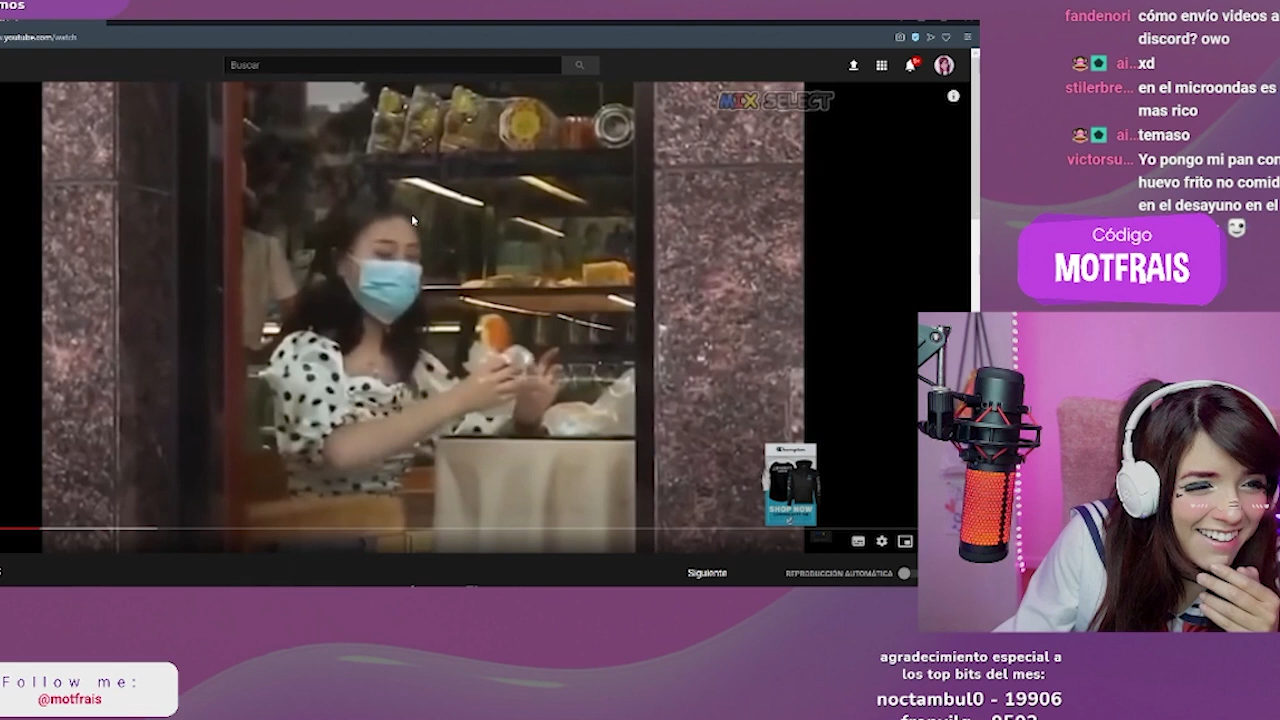 mos
youtube.com/watch
Buscar
MIX SELECT
SHOP NOW
Siguiente
REPRODUCCIÓN AUTOMÁTICA
fandenori cómo envío videos a
discord? owo
ai... xd
stilerbre... en el microondas es
mas rico
ai... temaso
victorsu... Yo pongo mi pan con
huevo frito no comid
en el desayuno en el
Código
MOTFRAIS
Follow me:
@motfrais
agradecimiento especial a
los top bits del mes:
noctambul0 - 19906